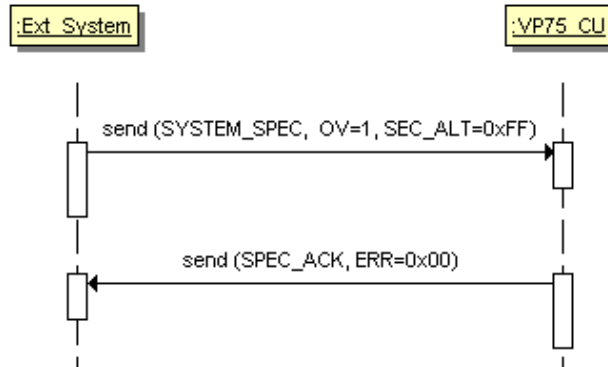 :Ext_System
:VP75_CU
send (SYSTEM_SPEC, OV=1, SEC_ALT=0xFF)
send (SPEC_ACK, ERR=0x00)